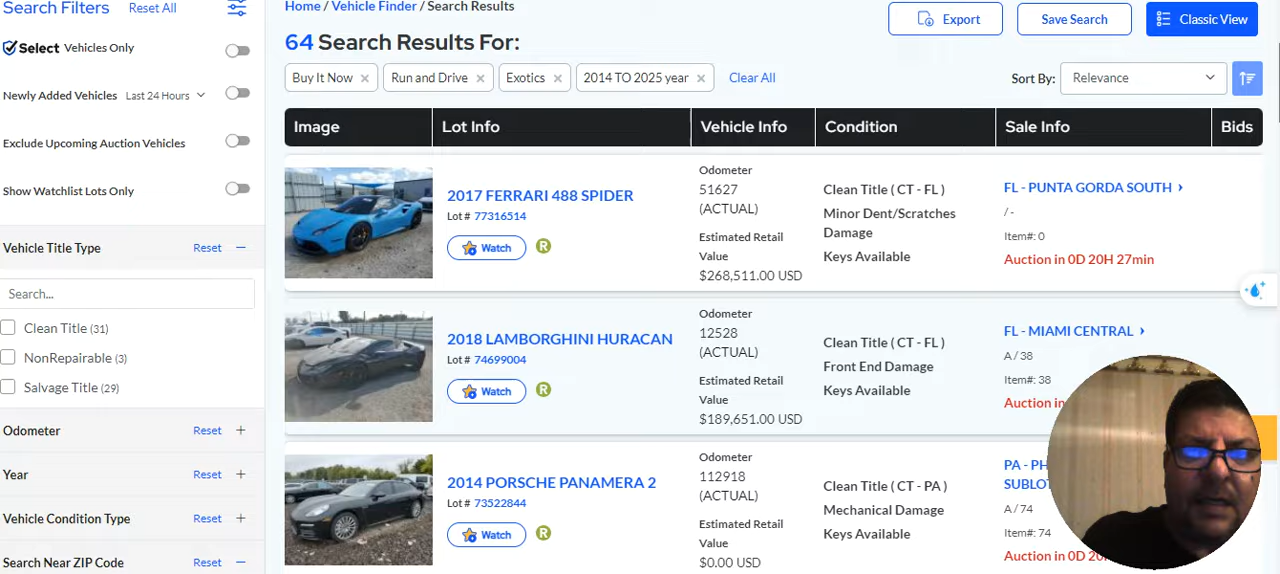 Search Filters Reset All
Select Vehicles Only
Newly Added Vehicles Last 24 Hours
Exclude Upcoming Auction Vehicles
Show Watchlist Lots Only
Vehicle Title Type Reset
Search...
Clean Title (31)
NonRepairable (3)
Salvage Title (29)
Odometer Reset
Year Reset
Vehicle Condition Type Reset
Search Near ZIP Code Reset
Home / Vehicle Finder / Search Results
Export Save Search Classic View
64 Search Results For:
Buy It Now × Run and Drive × Exotics × 2014 TO 2025 year × Clear All
Sort By: Relevance
Image Lot Info Vehicle Info Condition Sale Info Bids
2017 FERRARI 488 SPIDER
Lot # 77316514
Watch R
Odometer
51627
(ACTUAL)
Estimated Retail
Value
$268,511.00 USD
Clean Title ( CT - FL )
Minor Dent/Scratches
Damage
Keys Available
FL - PUNTA GORDA SOUTH
/ -
Item#: 0
Auction in 0D 20H 27min
2018 LAMBORGHINI HURACAN
Lot # 74699004
Watch R
Odometer
12528
(ACTUAL)
Estimated Retail
Value
$189,651.00 USD
Clean Title ( CT - FL )
Front End Damage
Keys Available
FL - MIAMI CENTRAL
A / 38
Item#: 38
Auction in
2014 PORSCHE PANAMERA 2
Lot # 73522844
Watch R
Odometer
112918
(ACTUAL)
Estimated Retail
Value
$0.00 USD
Clean Title ( CT - PA )
Mechanical Damage
Keys Available
PA - PH
SUBLO
A / 74
Item#: 74
Auction in 0D 20